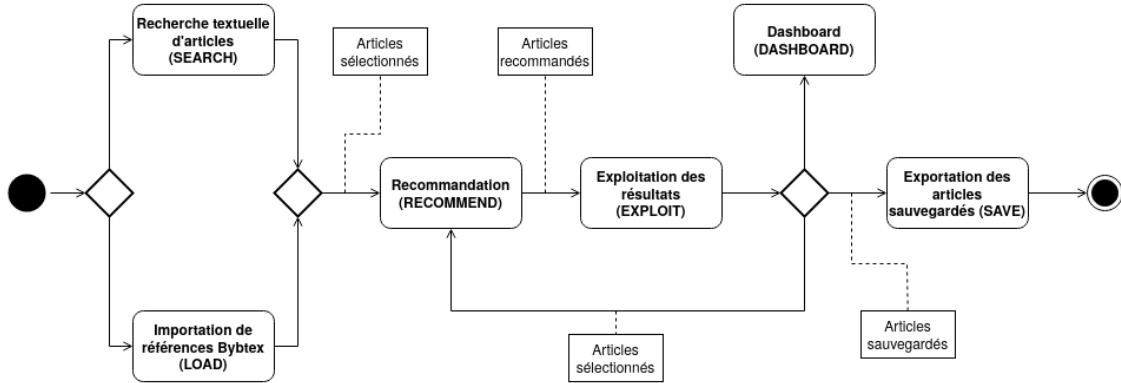 Recherche textuelle
d'articles
(SEARCH)
Articles
sélectionnés
Articles
recommandés
Dashboard
(DASHBOARD)
Recommandation
(RECOMMEND)
Exploitation des
résultats
(EXPLOIT)
Exportation des
articles
sauvegardés (SAVE)
Importation de
références Bybtex
(LOAD)
Articles
sélectionnés
Articles
sauvegardés